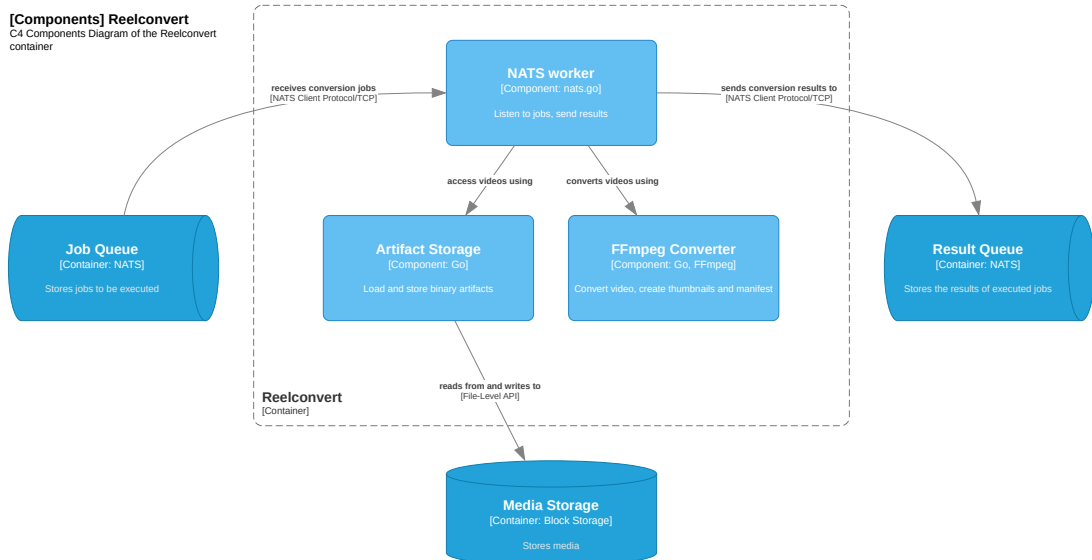 [Components] Reelconvert
C4 Components Diagram of the Reelconvert
container
NATS worker
[Component: nats.go]
Listen to jobs, send results
receives conversion jobs
[NATS Client Protocol/TCP]
sends conversion results to
[NATS Client Protocol/TCP]
access videos using
converts videos using
Job Queue
[Container: NATS]
Stores jobs to be executed
Artifact Storage
[Component: Go]
Load and store binary artifacts
FFmpeg Converter
[Component: Go, FFmpeg]
Convert video, create thumbnails and manifest
Result Queue
[Container: NATS]
Stores the results of executed jobs
reads from and writes to
[File-Level API]
Reelconvert
[Container]
Media Storage
[Container: Block Storage]
Stores media